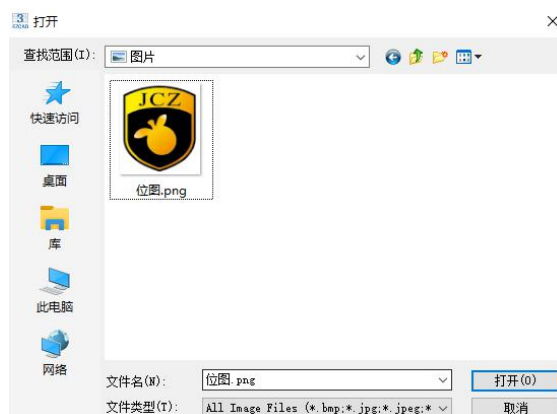 打开
查找范围(I):
图片
快速访问
桌面
库
此电脑
网络
JCZ
位图.png
文件名(N):
位图.png
打开(O)
文件类型(T):
All Image Files (*.bmp;*.jpg;*.jpeg;*
取消